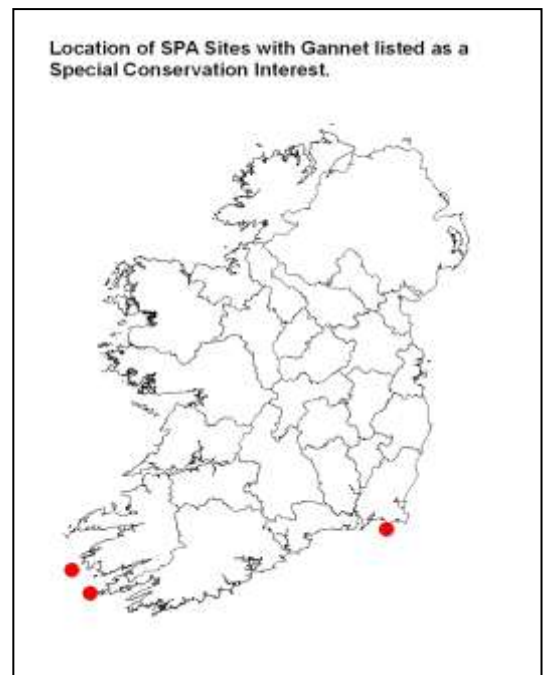 Location of SPA Sites with Gannet listed as a
Special Conservation Interest.